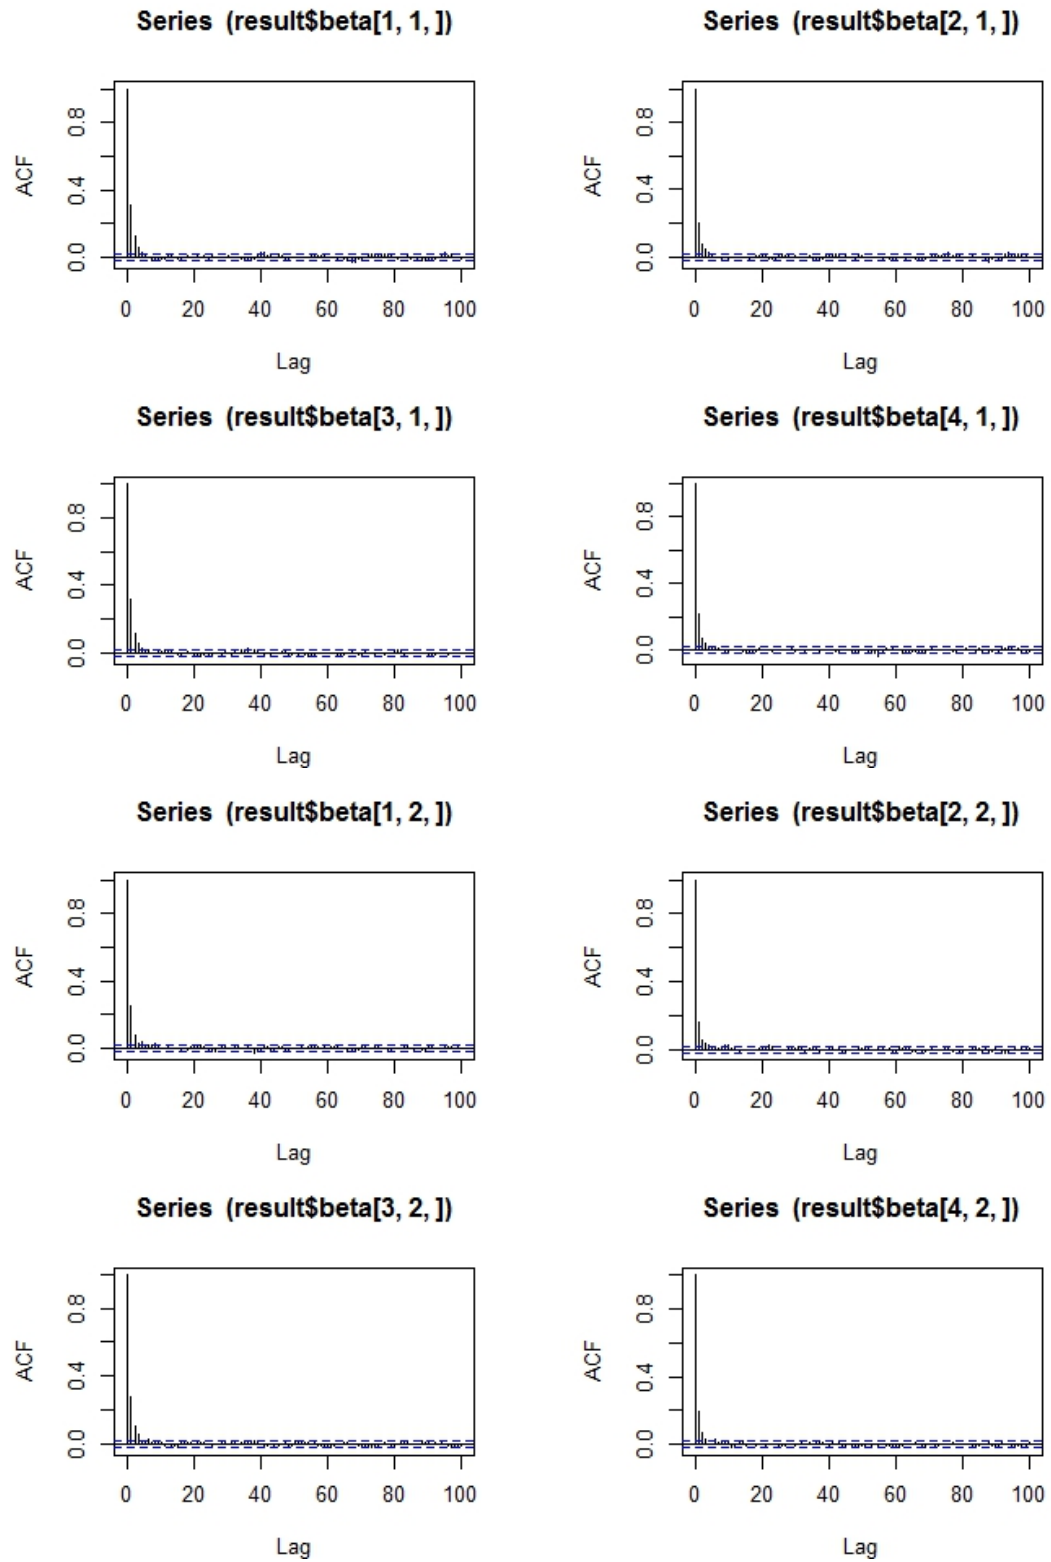 Series (result$beta[1, 1, ])
Series (result$beta[2, 1, ])
ACF
0.0 0.4 0.8
0 20 40 60 80 100
Lag
ACF
0.0 0.4 0.8
0 20 40 60 80 100
Lag
Series (result$beta[3, 1, ])
Series (result$beta[4, 1, ])
ACF
0.0 0.4 0.8
0 20 40 60 80 100
Lag
ACF
0.0 0.4 0.8
0 20 40 60 80 100
Lag
Series (result$beta[1, 2, ])
Series (result$beta[2, 2, ])
ACF
0.0 0.4 0.8
0 20 40 60 80 100
Lag
ACF
0.0 0.4 0.8
0 20 40 60 80 100
Lag
Series (result$beta[3, 2, ])
Series (result$beta[4, 2, ])
ACF
0.0 0.4 0.8
0 20 40 60 80 100
Lag
ACF
0.0 0.4 0.8
0 20 40 60 80 100
Lag